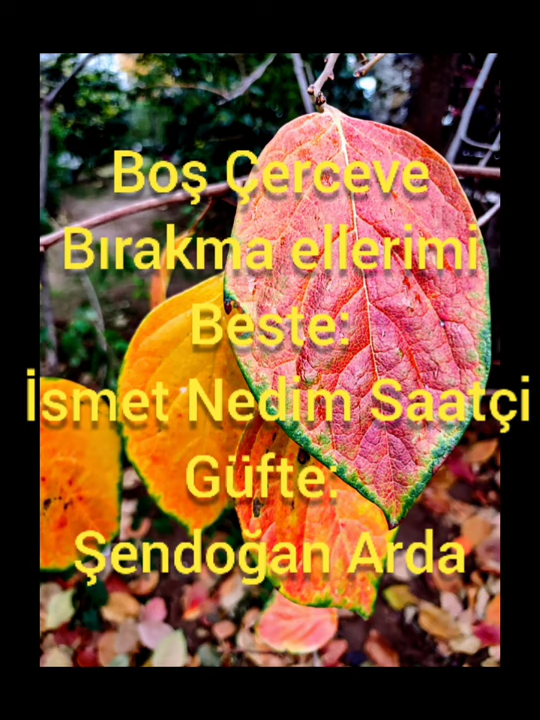 Boş Çerceve
Bırakma ellerimi
Beste:
İsmet Nedim Saatçi
Güfte:
Şendoğan Arda